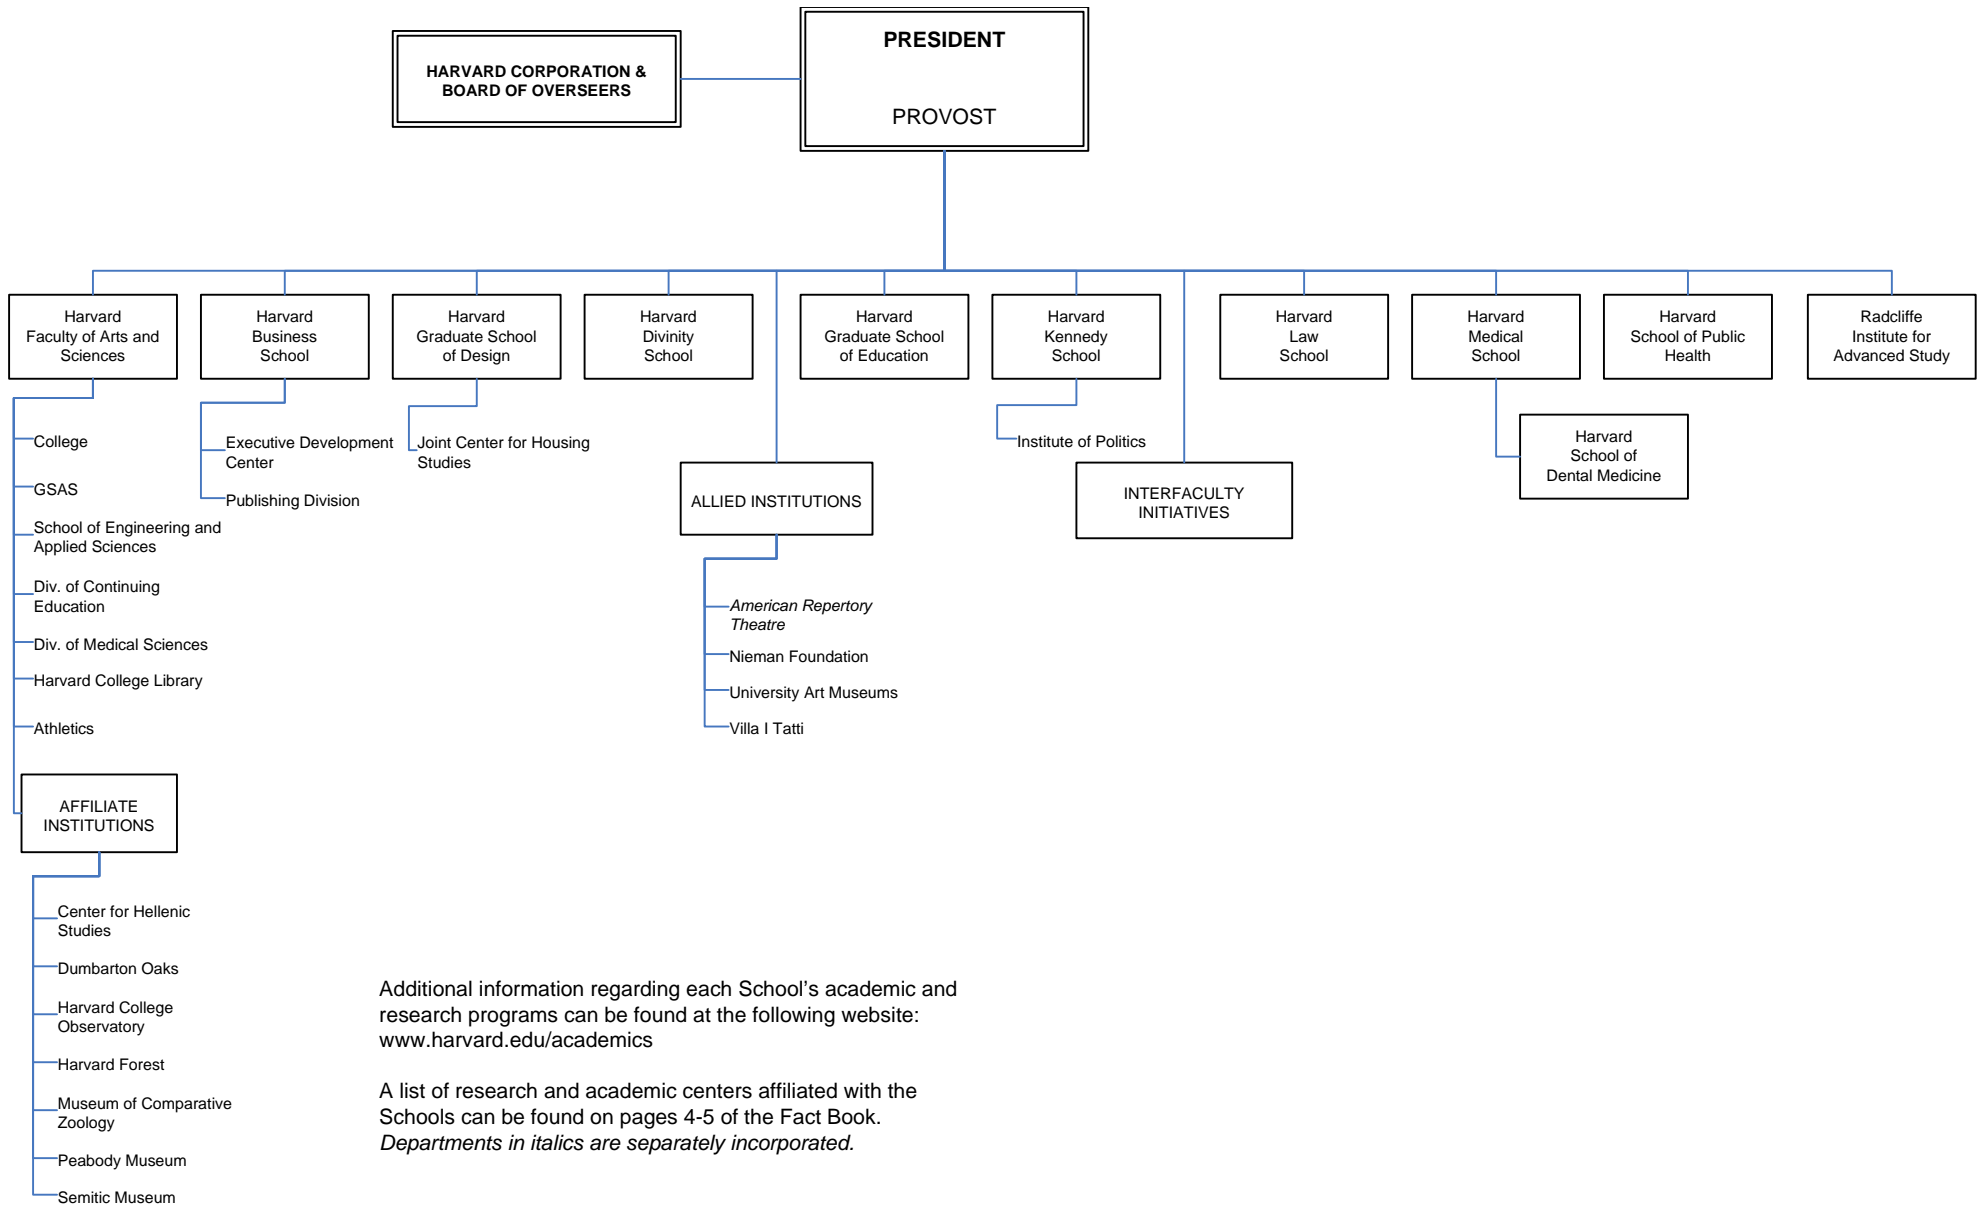 PRESIDENT
PROVOST
HARVARD CORPORATION &
BOARD OF OVERSEERS
Harvard
Faculty of Arts and
Sciences
Harvard
Business
School
Harvard
Graduate School
of Design
Harvard
Divinity
School
Harvard
Graduate School
of Education
Harvard
Kennedy
School
Harvard
Law
School
Harvard
Medical
School
Harvard
School of Public
Health
Radcliffe
Institute for
Advanced Study
College
GSAS
School of Engineering and
Applied Sciences
Div. of Continuing
Education
Div. of Medical Sciences
Harvard College Library
Athletics
AFFILIATE
INSTITUTIONS
Center for Hellenic
Studies
Dumbarton Oaks
Harvard College
Observatory
Harvard Forest
Museum of Comparative
Zoology
Peabody Museum
Semitic Museum
Executive Development
Center
Publishing Division
Joint Center for Housing
Studies
ALLIED INSTITUTIONS
American Repertory
Theatre
Nieman Foundation
University Art Museums
Villa I Tatti
Institute of Politics
INTERFACULTY
INITIATIVES
Harvard
School of
Dental Medicine
Additional information regarding each School’s academic and
research programs can be found at the following website:
www.harvard.edu/academics
A list of research and academic centers affiliated with the
Schools can be found on pages 4-5 of the Fact Book.
Departments in italics are separately incorporated.